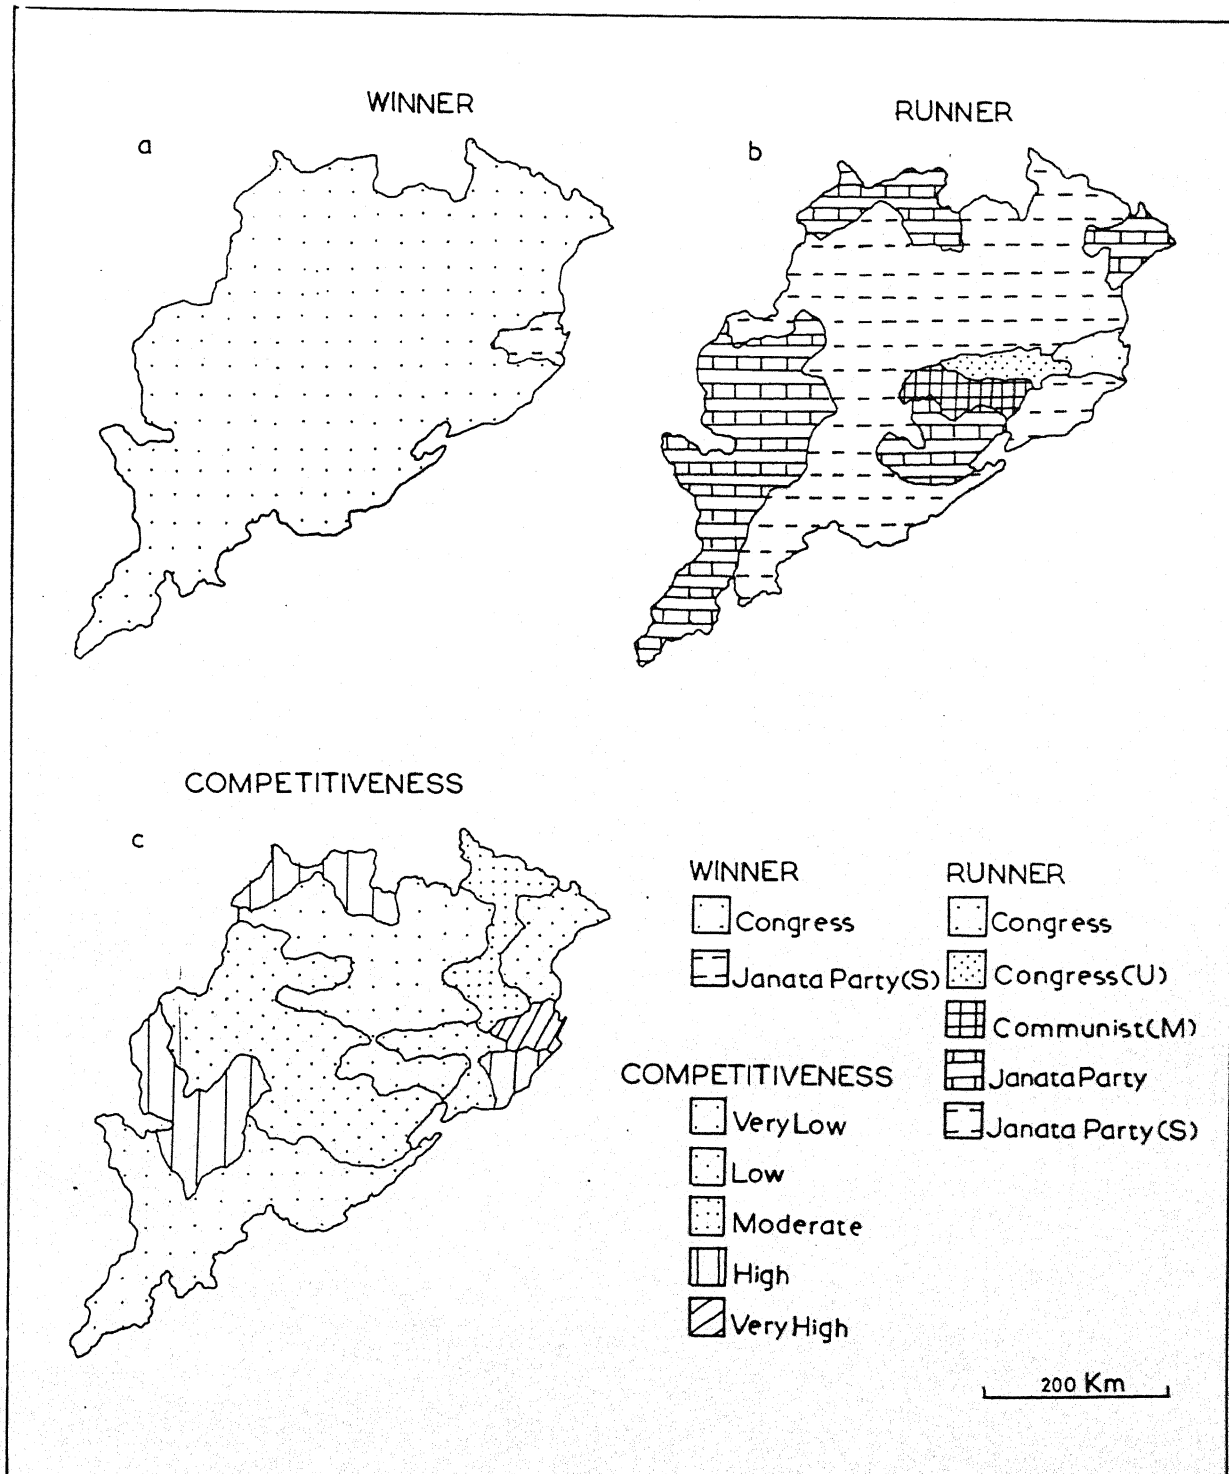 WINNER
a
RUNNER
b
COMPETITIVENESS
c
WINNER
Congress
Janata Party(S)
RUNNER
Congress
Congress(U)
Communist(M)
Janata Party
Janata Party(S)
COMPETITIVENESS
Very Low
Low
Moderate
High
Very High
200 Km